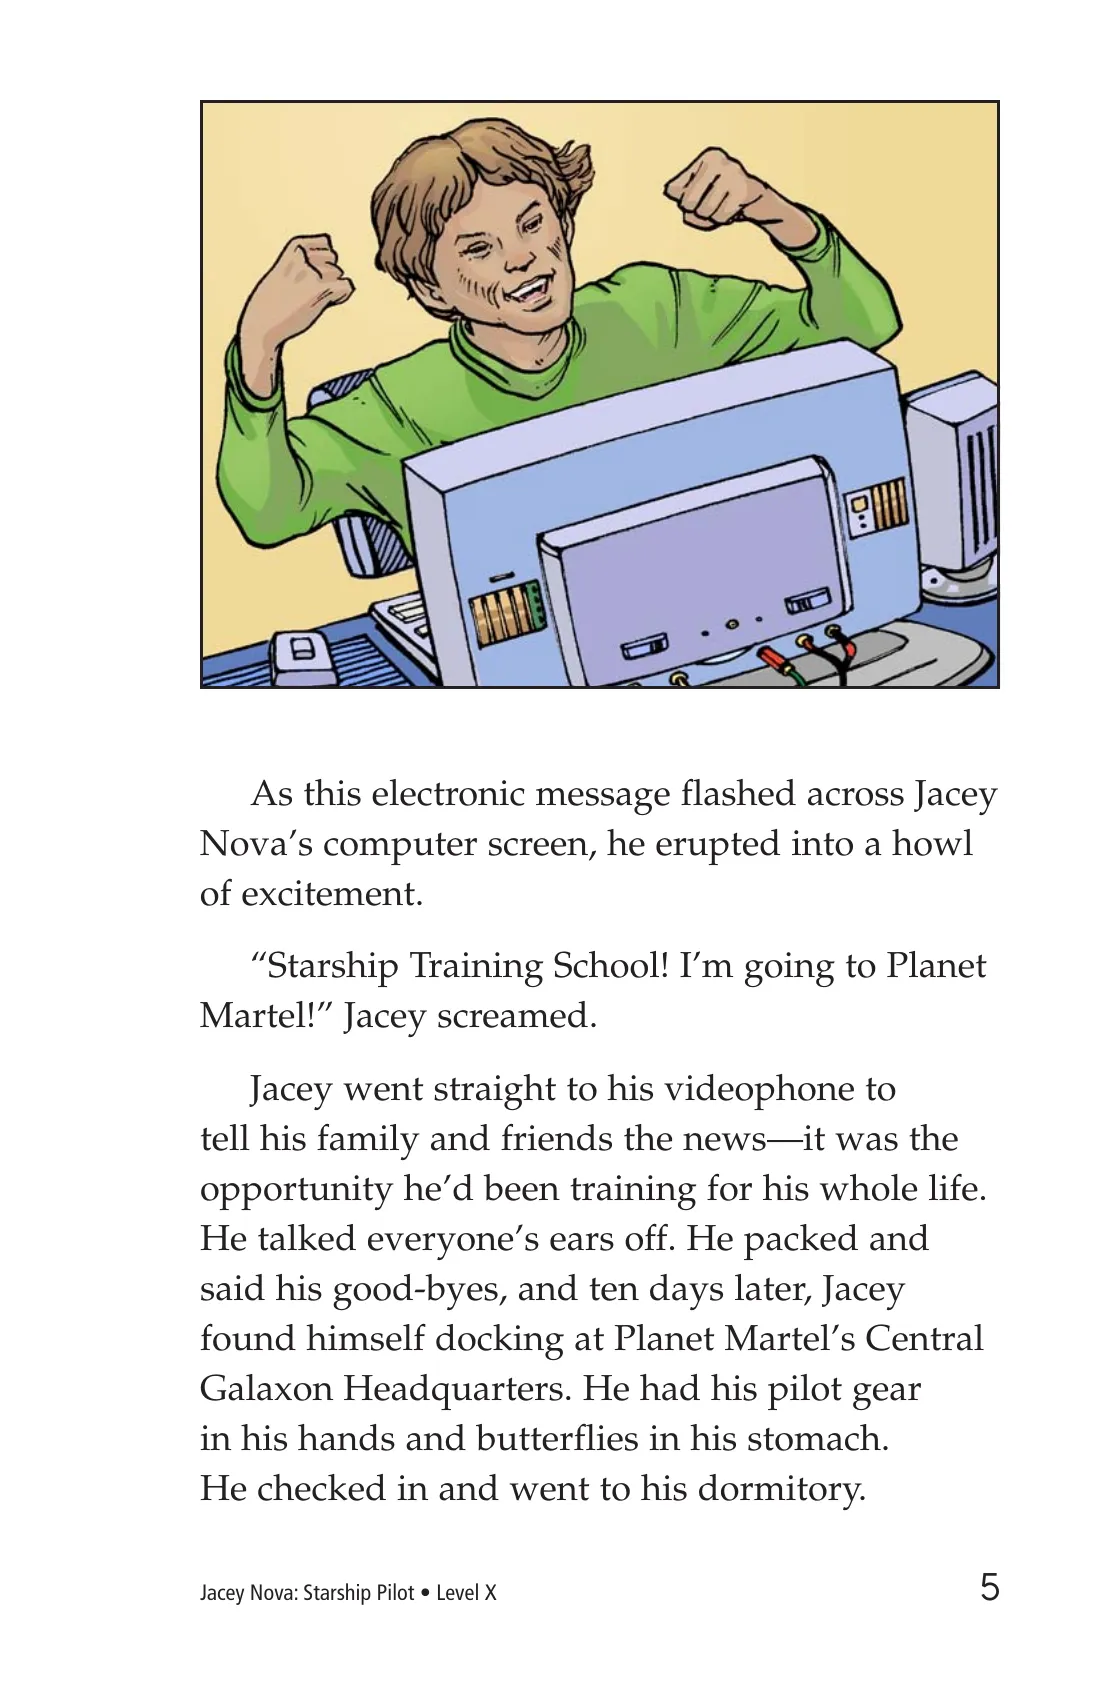 As this electronic message flashed across Jacey
Nova’s computer screen, he erupted into a howl
of excitement.
“Starship Training School! I’m going to Planet
Martel!” Jacey screamed.
Jacey went straight to his videophone to
tell his family and friends the news—it was the
opportunity he’d been training for his whole life.
He talked everyone’s ears off. He packed and
said his good-byes, and ten days later, Jacey
found himself docking at Planet Martel’s Central
Galaxon Headquarters. He had his pilot gear
in his hands and butterflies in his stomach.
He checked in and went to his dormitory.
Jacey Nova: Starship Pilot • Level X
5